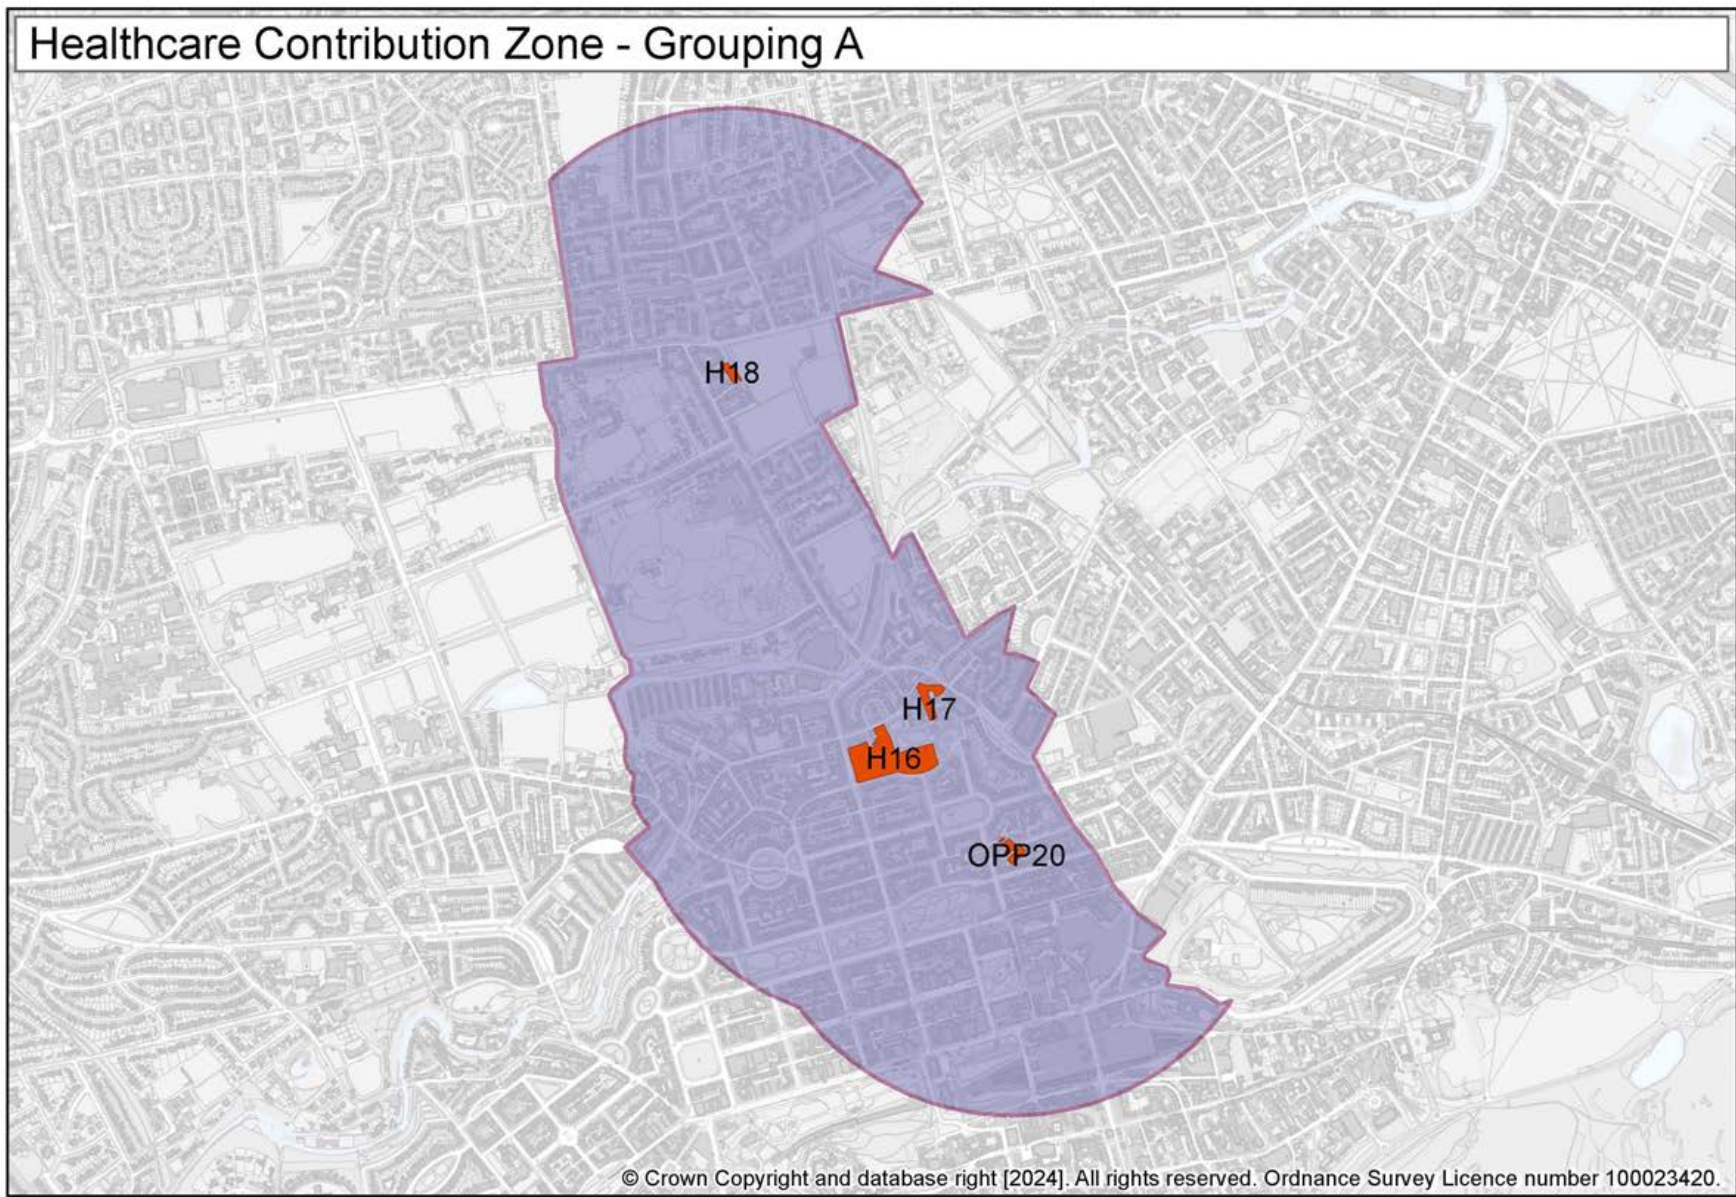 Healthcare Contribution Zone - Grouping A
H18
H17
H16
OPP20
© Crown Copyright and database right [2024]. All rights reserved. Ordnance Survey Licence number 100023420.